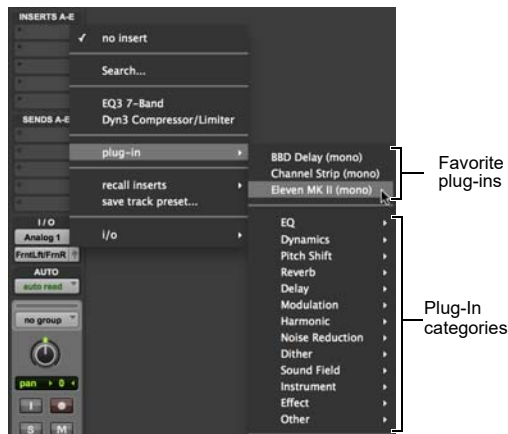 INSERTS A-E
✓ no insert
Search...
EQ3 7-Band
Dyn3 Compressor/Limiter
SENDS A-E
plug-in
recall inserts
save track preset...
i/o
BBD Delay (mono)
Channel Strip (mono)
Eleven MK II (mono)
Favorite
plug-ins
EQ
Dynamics
Pitch Shift
Reverb
Delay
Modulation
Harmonic
Noise Reduction
Dither
Sound Field
Instrument
Effect
Other
Plug-In
categories
I / O
Analog 1
FrntLft/FrnR
AUTO
auto read
no group
pan 0
I
S M